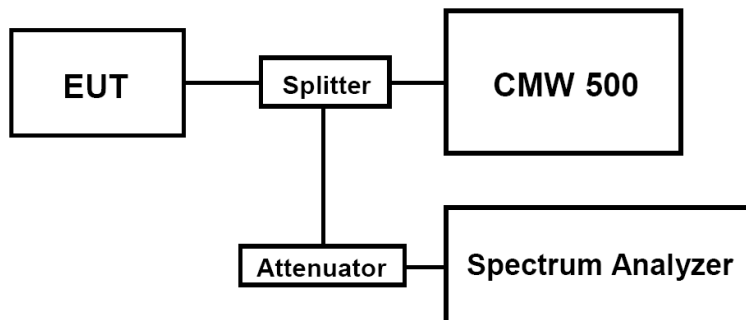 EUT
Splitter
CMW 500
Attenuator
Spectrum Analyzer